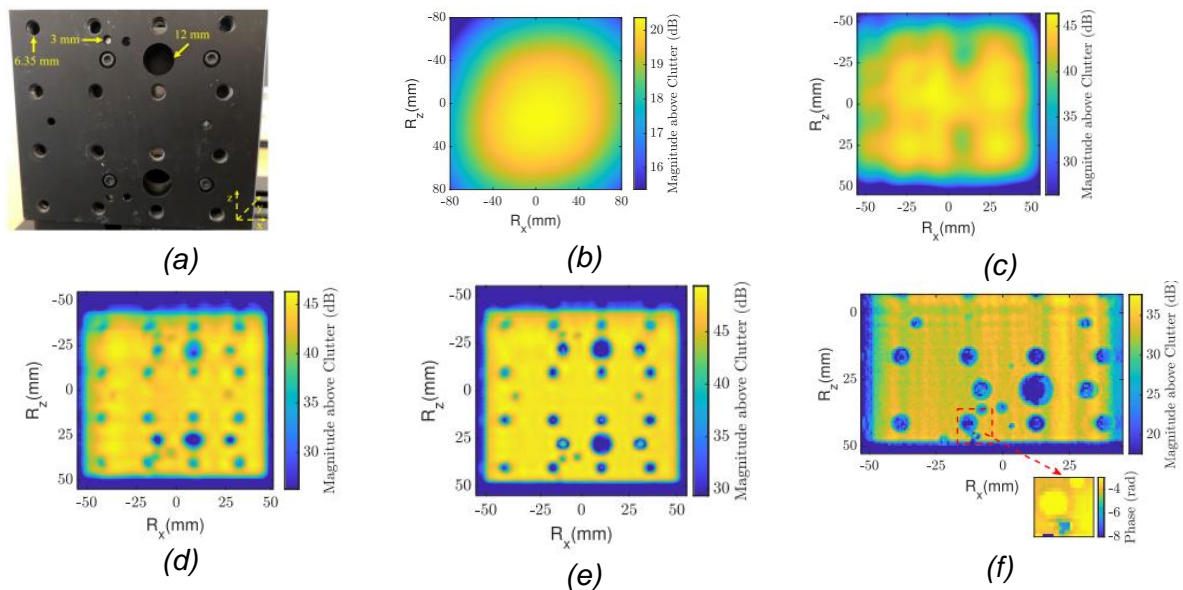 3 mm
12 mm
6.35 mm
z
y
x
(a)
-80
-40
0
40
80
R_z(mm)
-80 -40 0 40 80
R_x(mm)
20
19
18
17
16
Magnitude above Clutter (dB)
(b)
-50
-25
0
25
50
R_z(mm)
-50 -25 0 25 50
R_x(mm)
45
40
35
30
Magnitude above Clutter (dB)
(c)
-50
-25
0
25
50
R_z(mm)
-50 -25 0 25 50
R_x(mm)
45
40
35
30
Magnitude above Clutter (dB)
(d)
-50
-25
0
25
50
R_z(mm)
-50 -25 0 25 50
R_x(mm)
45
40
35
30
Magnitude above Clutter (dB)
(e)
0
25
50
R_z(mm)
-50 -25 0 25
R_x(mm)
35
30
25
20
Magnitude above Clutter (dB)
-4
-6
-8
Phase (rad)
(f)